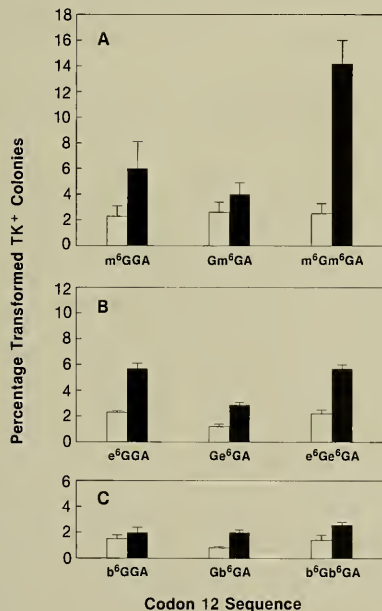 Percentage Transformed TK⁺ Colonies
A
18
16
14
12
10
8
6
4
2
0
m⁶GGA Gm⁶GA m⁶Gm⁶GA
B
12
10
8
6
4
2
0
e⁶GGA Ge⁶GA e⁶Ge⁶GA
C
6
4
2
0
b⁶GGA Gb⁶GA b⁶Gb⁶GA
Codon 12 Sequence